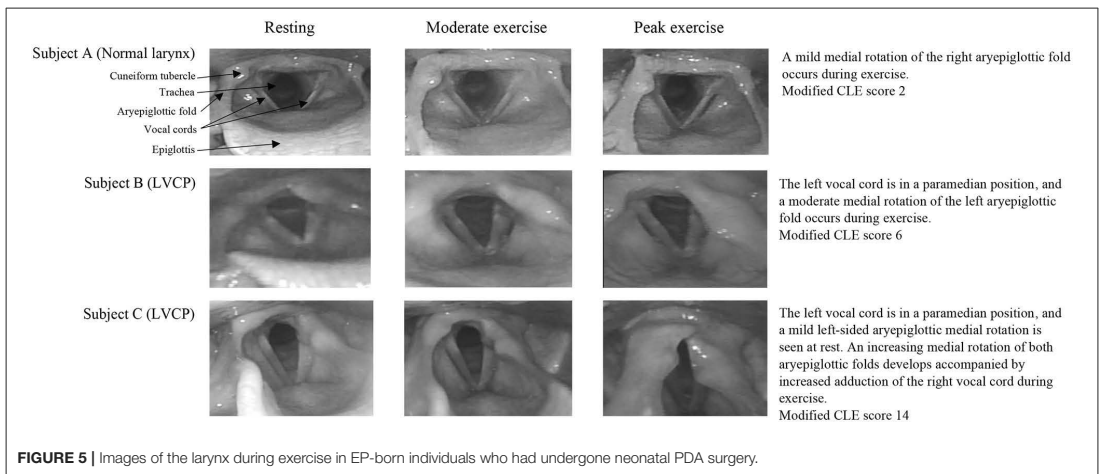 Resting
Moderate exercise
Peak exercise
Subject A (Normal larynx)
Cuneiform tubercle
Trachea
Aryepiglottic fold
Vocal cords
Epiglottis
A mild medial rotation of the right aryepiglottic fold
occurs during exercise.
Modified CLE score 2
Subject B (LVCP)
The left vocal cord is in a paramedian position, and
a moderate medial rotation of the left aryepiglottic
fold occurs during exercise.
Modified CLE score 6
Subject C (LVCP)
The left vocal cord is in a paramedian position, and
a mild left-sided aryepiglottic medial rotation is
seen at rest. An increasing medial rotation of both
aryepiglottic folds develops accompanied by
increased adduction of the right vocal cord during
exercise.
Modified CLE score 14
FIGURE 5 | Images of the larynx during exercise in EP-born individuals who had undergone neonatal PDA surgery.